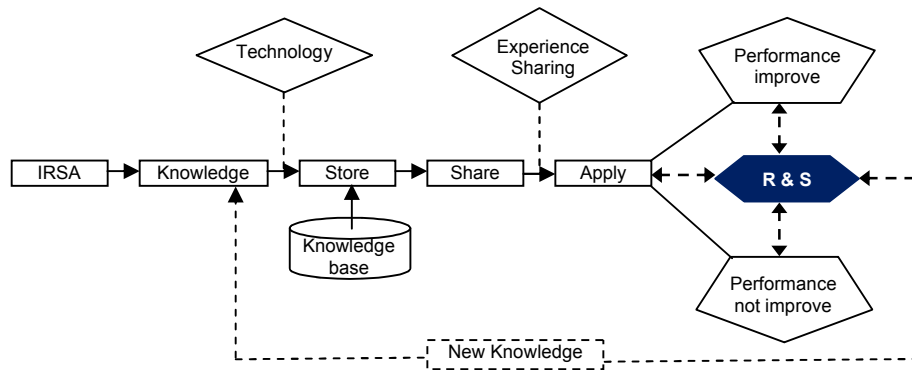 Technology
Experience
Sharing
Performance
improve
IRSA
Knowledge
Store
Share
Apply
R & S
Knowledge
base
Performance
not improve
New Knowledge